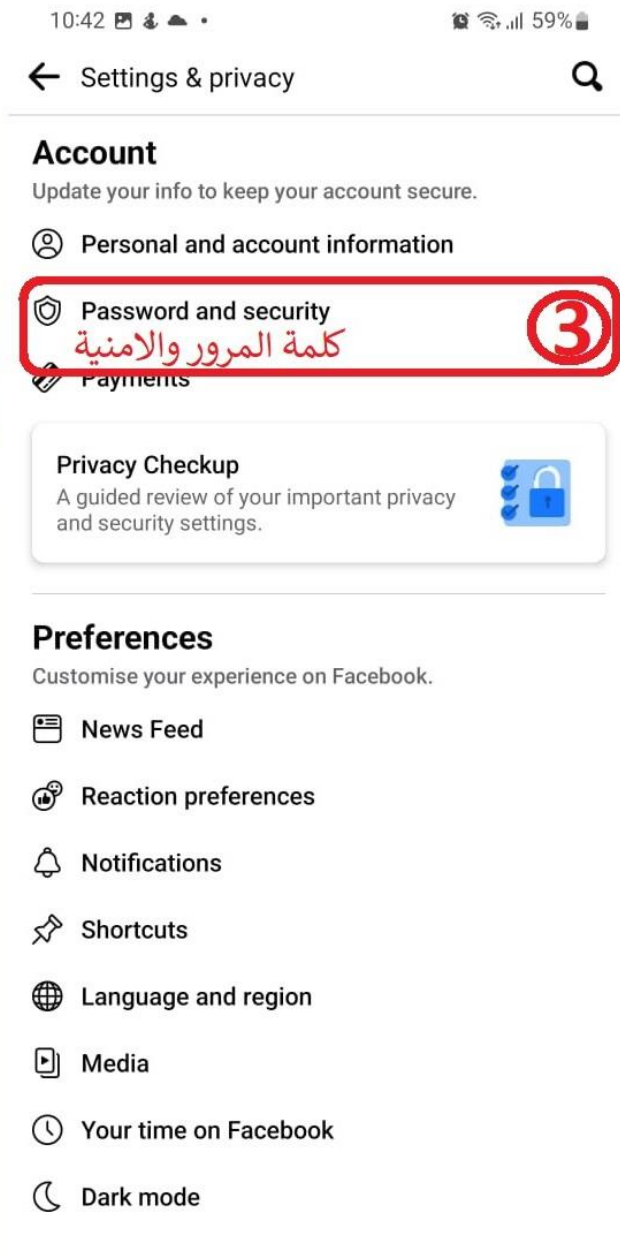 10:42
59%
Settings & privacy
Account
Update your info to keep your account secure.
Personal and account information
Password and security
3
كلمة المرور والامنية
Payments
Privacy Checkup
A guided review of your important privacy
and security settings.
Preferences
Customise your experience on Facebook.
News Feed
Reaction preferences
Notifications
Shortcuts
Language and region
Media
Your time on Facebook
Dark mode